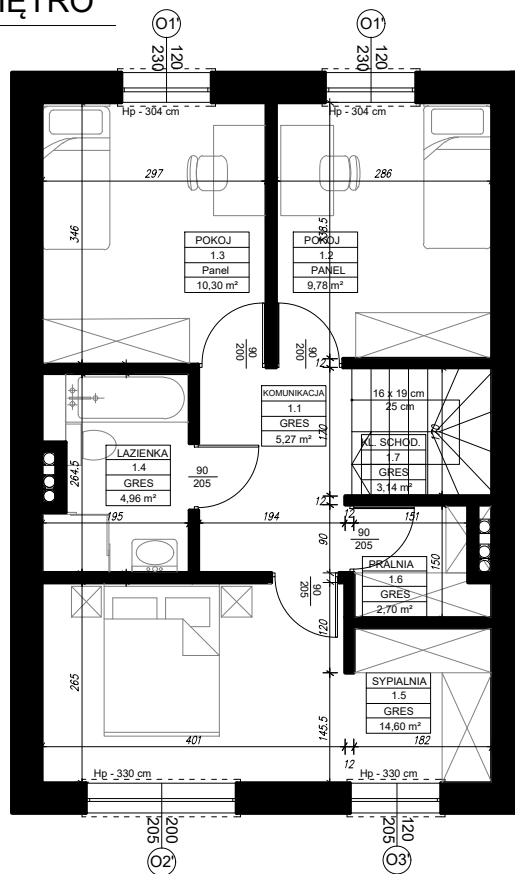 IĘTRO
O1'
O1'
120
230
120
230
Hp - 304 cm
Hp - 304 cm
297
286
346
338.5
POKOJ
1.3
Panel
10,30 m²
POKOJ
1.2
PANEL
9,78 m²
90
200
90
200
12
KOMUNIKACJA
1.1
GRES
5,27 m²
170
16 x 19 cm
25 cm
KL. SCHOD.
1.7
GRES
3,14 m²
170
LAZIENKA
1.4
GRES
4,96 m²
264.5
90
205
195
194
12
12
151
90
90
205
PRALNIA
1.6
GRES
2,70 m²
150
90
205
120
265
SYPIALNIA
1.5
GRES
14,60 m²
401
145.5
182
12
Hp - 330 cm
Hp - 330 cm
200
205
120
205
O2'
O3'